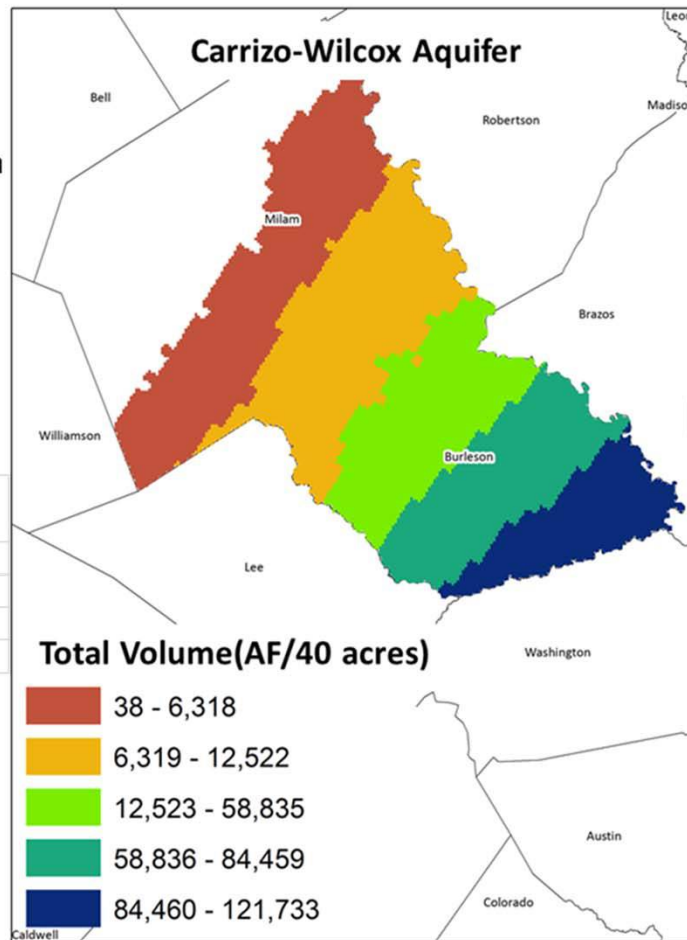 Carrizo-Wilcox Aquifer
Leon
Bell
Madiso
Robertson
Milam
Brazos
Williamson
Burleson
Lee
Washington
Total Volume(AF/40 acres)
38 - 6,318
6,319 - 12,522
12,523 - 58,835
58,836 - 84,459
84,460 - 121,733
Austin
Colorado
Caldwell